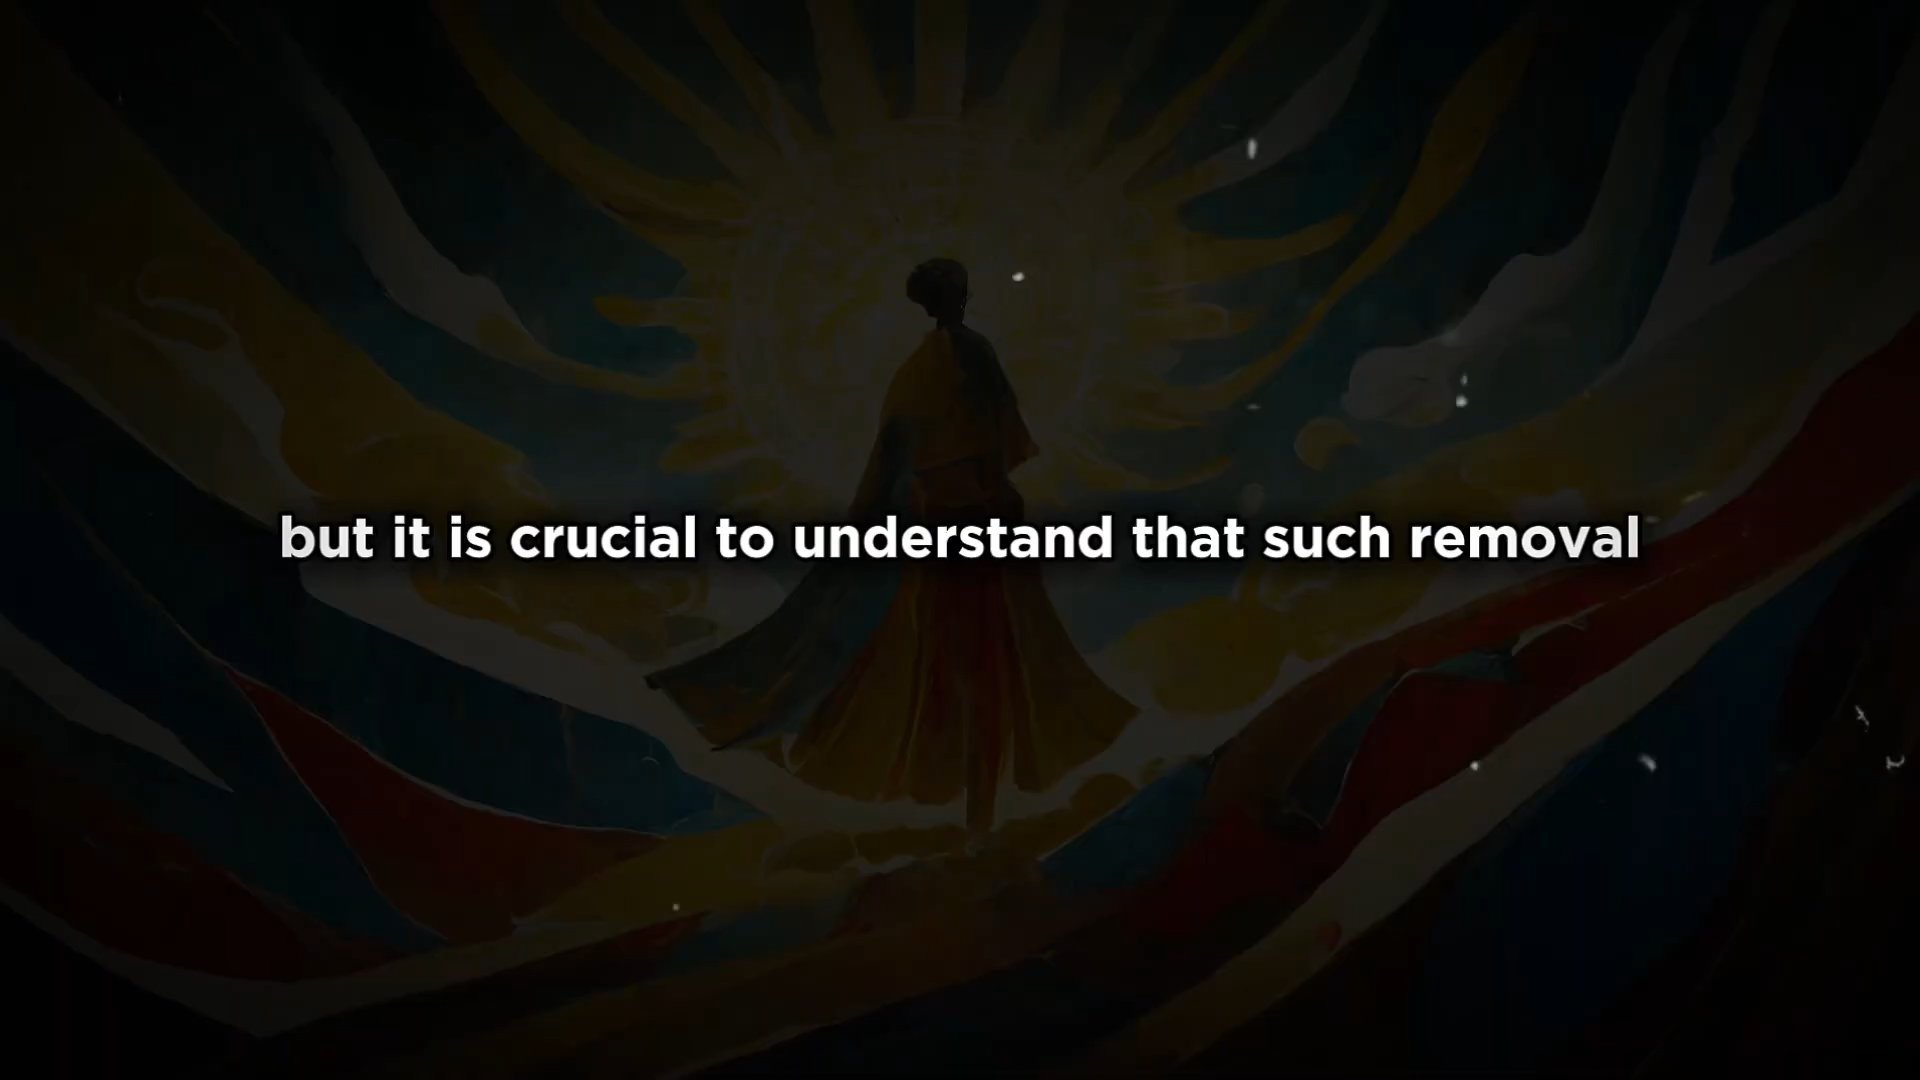 but it is crucial to understand that such removal